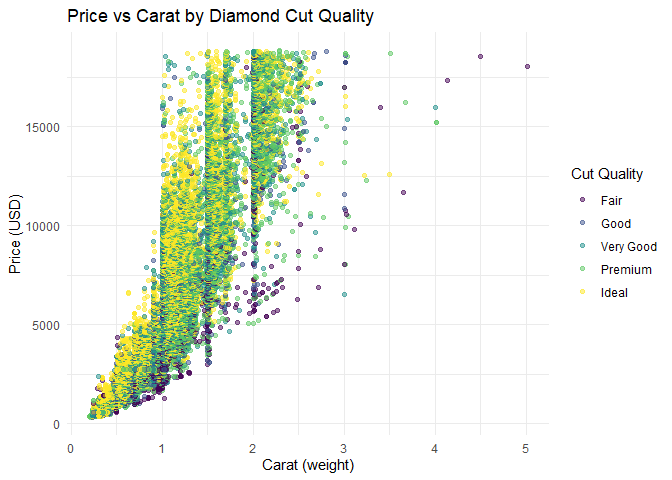 Price vs Carat by Diamond Cut Quality
Price (USD)
15000
10000
5000
0
0 1 2 3 4 5
Carat (weight)
Cut Quality
Fair
Good
Very Good
Premium
Ideal